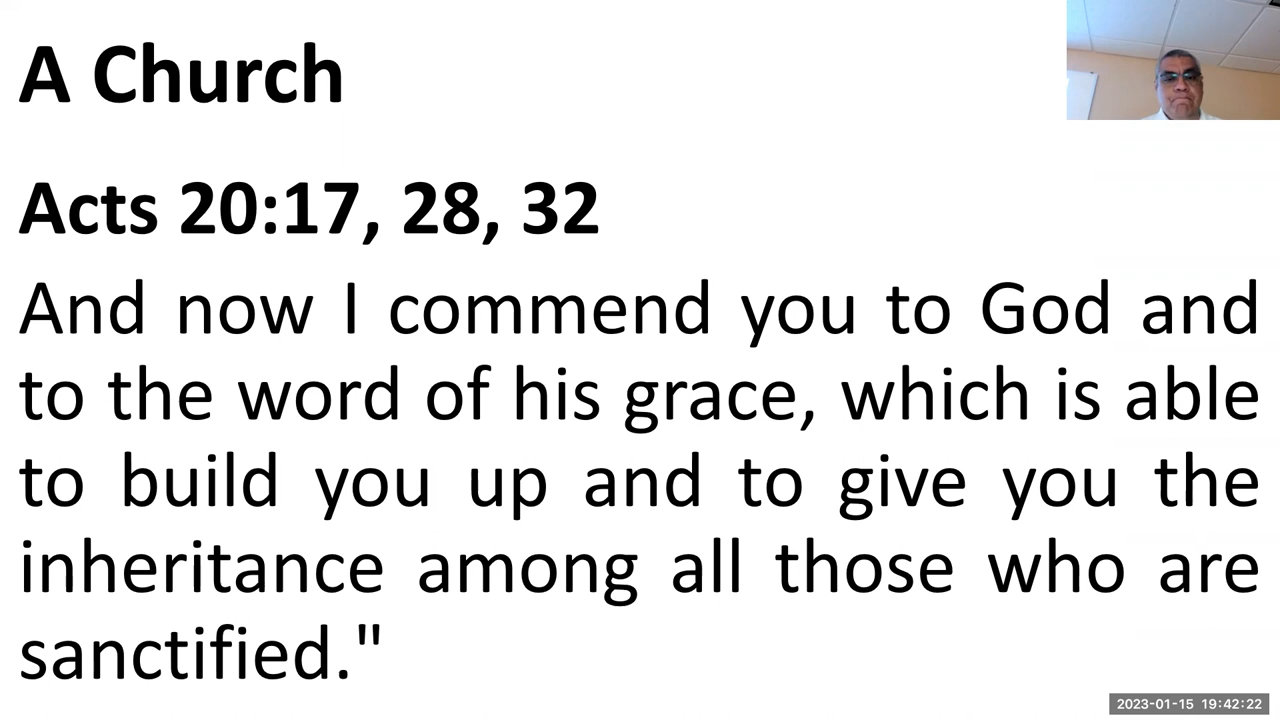 A Church
Acts 20:17, 28, 32
And now I commend you to God and
to the word of his grace, which is able
to build you up and to give you the
inheritance among all those who are
sanctified."
2023-01-15 19:42:22